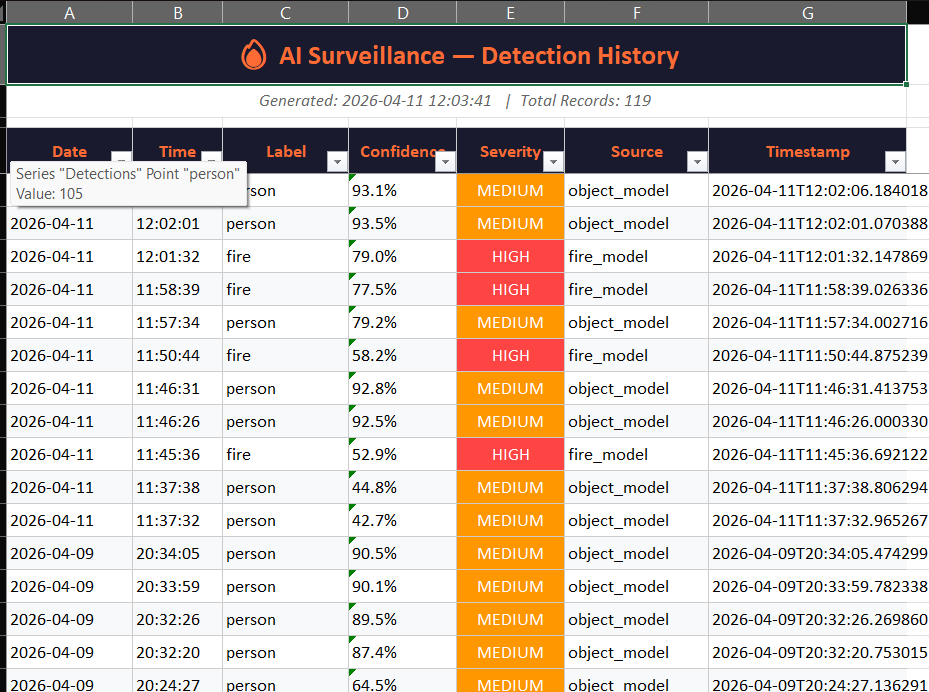 A B C D E F G
AI Surveillance — Detection History
Generated: 2026-04-11 12:03:41 | Total Records: 119
Date Time Label Confidence Severity Source Timestamp
Series "Detections" Point "person"
Value: 105
rson 93.1% MEDIUM object_model 2026-04-11T12:02:06.184018
2026-04-11 12:02:01 person 93.5% MEDIUM object_model 2026-04-11T12:02:01.070388
2026-04-11 12:01:32 fire 79.0% HIGH fire_model 2026-04-11T12:01:32.147869
2026-04-11 11:58:39 fire 77.5% HIGH fire_model 2026-04-11T11:58:39.026336
2026-04-11 11:57:34 person 79.2% MEDIUM object_model 2026-04-11T11:57:34.002716
2026-04-11 11:50:44 fire 58.2% HIGH fire_model 2026-04-11T11:50:44.875239
2026-04-11 11:46:31 person 92.8% MEDIUM object_model 2026-04-11T11:46:31.413753
2026-04-11 11:46:26 person 92.5% MEDIUM object_model 2026-04-11T11:46:26.000330
2026-04-11 11:45:36 fire 52.9% HIGH fire_model 2026-04-11T11:45:36.692122
2026-04-11 11:37:38 person 44.8% MEDIUM object_model 2026-04-11T11:37:38.806294
2026-04-11 11:37:32 person 42.7% MEDIUM object_model 2026-04-11T11:37:32.965267
2026-04-09 20:34:05 person 90.5% MEDIUM object_model 2026-04-09T20:34:05.474299
2026-04-09 20:33:59 person 90.1% MEDIUM object_model 2026-04-09T20:33:59.782338
2026-04-09 20:32:26 person 89.5% MEDIUM object_model 2026-04-09T20:32:26.269860
2026-04-09 20:32:20 person 87.4% MEDIUM object_model 2026-04-09T20:32:20.753015
2026-04-09 20:24:27 person 64.5% MEDIUM object_model 2026-04-09T20:24:27.136291